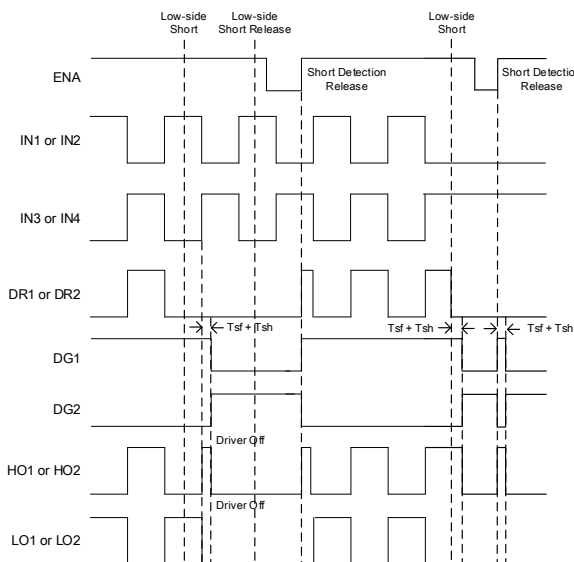 Low-side
Short
Low-side
Short Release
Low-side
Short
ENA
Short Detection
Release
Short Detectio
Release
IN1 or IN2
IN3 or IN4
DR1 or DR2
Tsf + Tsh
Tsf + Tsh
Tsf + Tsh
DG1
DG2
Driver Off
HO1 or HO2
Driver Off
LO1 or LO2